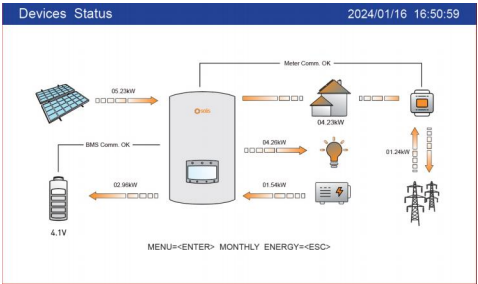 Devices Status 2024/01/16 16:50:59
Meter Comm. OK
05.23kW
solis
04.23kW
BMS Comm. OK
04.26kW
01.24kW
02.96kW
01.54kW
4.1V
MENU=<ENTER> MONTHLY ENERGY=<ESC>